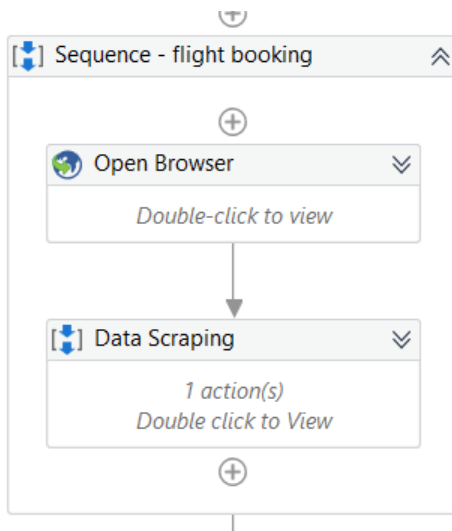 Sequence - flight booking
Open Browser
Double-click to view
Data Scraping
1 action(s)
Double click to View